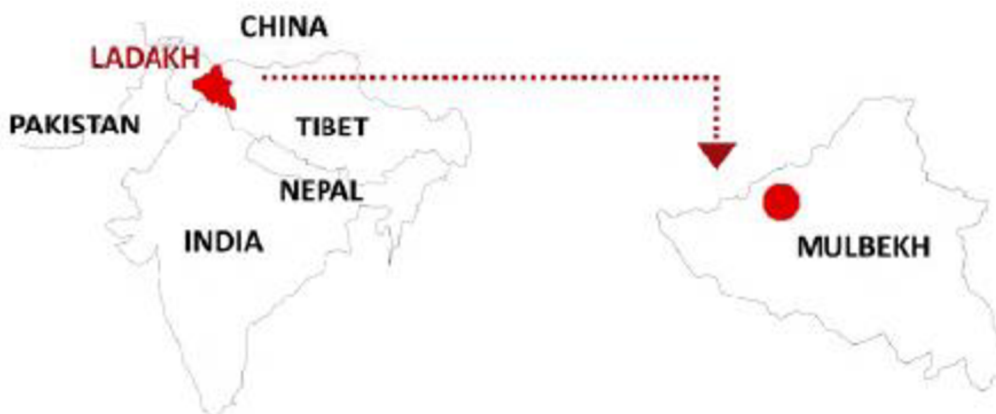 CHINA
LADAKH
PAKISTAN
TIBET
NEPAL
INDIA
MULBEKH